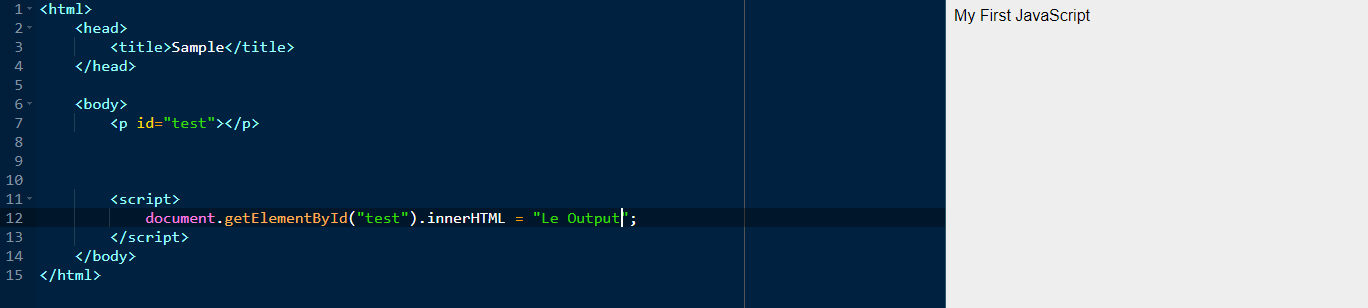 1 <html>
2 <head>
3 <title>Sample</title>
4 </head>
5
6 <body>
7 <p id="test"></p>
8
9
10
11 <script>
12 document.getElementById("test").innerHTML = "Le Output";
13 </script>
14 </body>
15 </html>
My First JavaScript